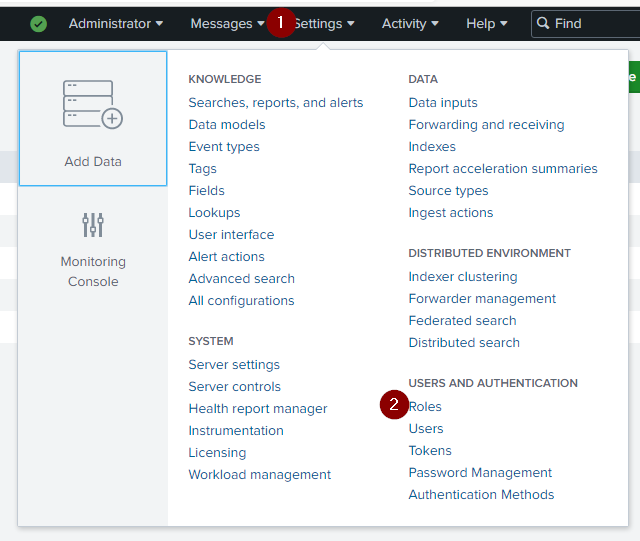 Administrator Messages 1 Settings Activity Help Find
Add Data
Monitoring
Console
KNOWLEDGE
Searches, reports, and alerts
Data models
Event types
Tags
Fields
Lookups
User interface
Alert actions
Advanced search
All configurations
SYSTEM
Server settings
Server controls
Health report manager
Instrumentation
Licensing
Workload management
DATA
Data inputs
Forwarding and receiving
Indexes
Report acceleration summaries
Source types
Ingest actions
DISTRIBUTED ENVIRONMENT
Indexer clustering
Forwarder management
Federated search
Distributed search
USERS AND AUTHENTICATION
2 Roles
Users
Tokens
Password Management
Authentication Methods
e